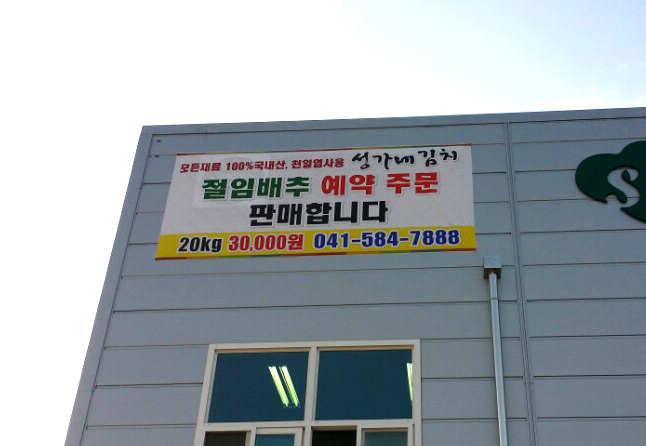 모든재료 100%국내산, 천일염사용 성가네김치
절임배추 예약 주문
판매합니다
20kg 30,000원 041-584-7888
S